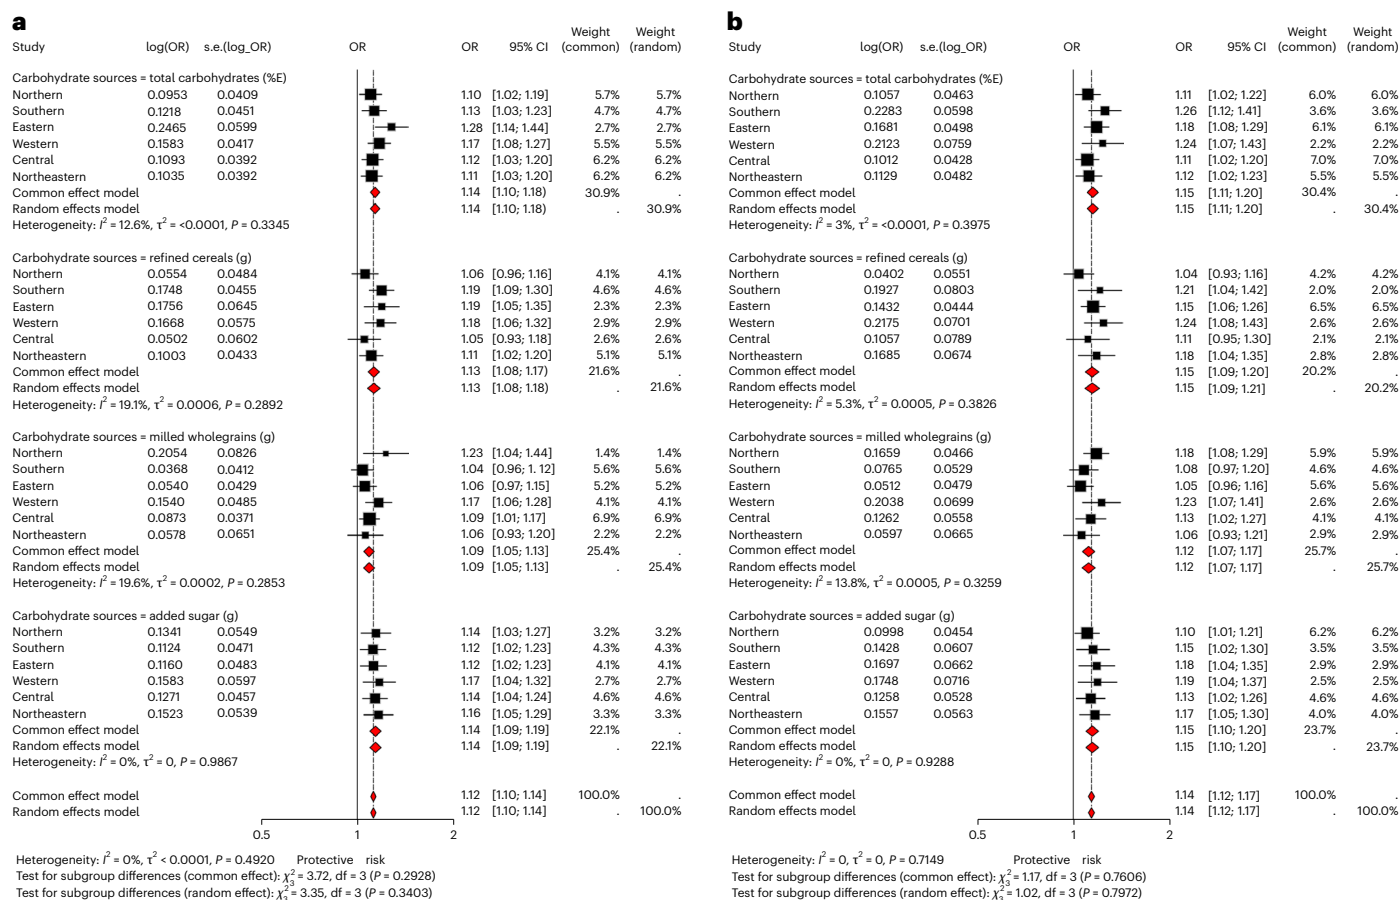 a
Study log(OR) s.e.(log_OR) OR OR 95% CI Weight (common) Weight (random)
Carbohydrate sources = total carbohydrates (%E)
Northern 0.0953 0.0409 1.10 [1.02; 1.19] 5.7% 5.7%
Southern 0.1218 0.0451 1.13 [1.03; 1.23] 4.7% 4.7%
Eastern 0.2465 0.0599 1.28 [1.14; 1.44] 2.7% 2.7%
Western 0.1583 0.0417 1.17 [1.08; 1.27] 5.5% 5.5%
Central 0.1093 0.0392 1.12 [1.03; 1.20] 6.2% 6.2%
Northeastern 0.1035 0.0392 1.11 [1.03; 1.20] 6.2% 6.2%
Common effect model 1.14 [1.10; 1.18) 30.9% .
Random effects model 1.14 [1.10; 1.18) . 30.9%
Heterogeneity: I² = 12.6%, τ² = <0.0001, P = 0.3345
Carbohydrate sources = refined cereals (g)
Northern 0.0554 0.0484 1.06 [0.96; 1.16] 4.1% 4.1%
Southern 0.1748 0.0455 1.19 [1.09; 1.30] 4.6% 4.6%
Eastern 0.1756 0.0645 1.19 [1.05; 1.35] 2.3% 2.3%
Western 0.1668 0.0575 1.18 [1.06; 1.32] 2.9% 2.9%
Central 0.0502 0.0602 1.05 [0.93; 1.18] 2.6% 2.6%
Northeastern 0.1003 0.0433 1.11 [1.02; 1.20] 5.1% 5.1%
Common effect model 1.13 [1.08; 1.17) 21.6% .
Random effects model 1.13 [1.08; 1.18) . 21.6%
Heterogeneity: I² = 19.1%, τ² = 0.0006, P = 0.2892
Carbohydrate sources = milled wholegrains (g)
Northern 0.2054 0.0826 1.23 [1.04; 1.44] 1.4% 1.4%
Southern 0.0368 0.0412 1.04 [0.96; 1.12] 5.6% 5.6%
Eastern 0.0540 0.0429 1.06 [0.97; 1.15] 5.2% 5.2%
Western 0.1540 0.0485 1.17 [1.06; 1.28] 4.1% 4.1%
Central 0.0873 0.0371 1.09 [1.01; 1.17] 6.9% 6.9%
Northeastern 0.0578 0.0651 1.06 [0.93; 1.20] 2.2% 2.2%
Common effect model 1.09 [1.05; 1.13] 25.4% .
Random effects model 1.09 [1.05; 1.13] . 25.4%
Heterogeneity: I² = 19.6%, τ² = 0.0002, P = 0.2853
Carbohydrate sources = added sugar (g)
Northern 0.1341 0.0549 1.14 [1.03; 1.27] 3.2% 3.2%
Southern 0.1124 0.0471 1.12 [1.02; 1.23] 4.3% 4.3%
Eastern 0.1160 0.0483 1.12 [1.02; 1.23] 4.1% 4.1%
Western 0.1583 0.0597 1.17 [1.04; 1.32] 2.7% 2.7%
Central 0.1271 0.0457 1.14 [1.04; 1.24] 4.6% 4.6%
Northeastern 0.1523 0.0539 1.16 [1.05; 1.29] 3.3% 3.3%
Common effect model 1.14 [1.09; 1.19] 22.1% .
Random effects model 1.14 [1.09; 1.19] . 22.1%
Heterogeneity: I² = 0%, τ² = 0, P = 0.9867
Common effect model 1.12 [1.10; 1.14] 100.0% .
Random effects model 1.12 [1.10; 1.14] . 100.0%
0.5 1 2
Heterogeneity: I² = 0%, τ² < 0.0001, P = 0.4920 Protective risk
Test for subgroup differences (common effect): χ₃² = 3.72, df = 3 (P = 0.2928)
Test for subgroup differences (random effect): χ₃² = 3.35, df = 3 (P = 0.3403)
b
Study log(OR) s.e.(log_OR) OR OR 95% CI Weight (common) Weight (random)
Carbohydrate sources = total carbohydrates (%E)
Northern 0.1057 0.0463 1.11 [1.02; 1.22] 6.0% 6.0%
Southern 0.2283 0.0598 1.26 [1.12; 1.41] 3.6% 3.6%
Eastern 0.1681 0.0498 1.18 [1.08; 1.29] 6.1% 6.1%
Western 0.2123 0.0759 1.24 [1.07; 1.43] 2.2% 2.2%
Central 0.1012 0.0428 1.11 [1.02; 1.20] 7.0% 7.0%
Northeastern 0.1129 0.0482 1.12 [1.02; 1.23] 5.5% 5.5%
Common effect model 1.15 [1.11; 1.20] 30.4% .
Random effects model 1.15 [1.11; 1.20] . 30.4%
Heterogeneity: I² = 3%, τ² = <0.0001, P = 0.3975
Carbohydrate sources = refined cereals (g)
Northern 0.0402 0.0551 1.04 [0.93; 1.16] 4.2% 4.2%
Southern 0.1927 0.0803 1.21 [1.04; 1.42] 2.0% 2.0%
Eastern 0.1432 0.0444 1.15 [1.06; 1.26] 6.5% 6.5%
Western 0.2175 0.0701 1.24 [1.08; 1.43] 2.6% 2.6%
Central 0.1057 0.0789 1.11 [0.95; 1.30] 2.1% 2.1%
Northeastern 0.1685 0.0674 1.18 [1.04; 1.35] 2.8% 2.8%
Common effect model 1.15 [1.09; 1.20] 20.2% .
Random effects model 1.15 [1.09; 1.21] . 20.2%
Heterogeneity: I² = 5.3%, τ² = 0.0005, P = 0.3826
Carbohydrate sources = milled wholegrains (g)
Northern 0.1659 0.0466 1.18 [1.08; 1.29] 5.9% 5.9%
Southern 0.0765 0.0529 1.08 [0.97; 1.20] 4.6% 4.6%
Eastern 0.0512 0.0479 1.05 [0.96; 1.16] 5.6% 5.6%
Western 0.2038 0.0699 1.23 [1.07; 1.41] 2.6% 2.6%
Central 0.1262 0.0558 1.13 [1.02; 1.27] 4.1% 4.1%
Northeastern 0.0597 0.0665 1.06 [0.93; 1.21] 2.9% 2.9%
Common effect model 1.12 [1.07; 1.17] 25.7% .
Random effects model 1.12 [1.07; 1.17] . 25.7%
Heterogeneity: I² = 13.8%, τ² = 0.0005, P = 0.3259
Carbohydrate sources = added sugar (g)
Northern 0.0998 0.0454 1.10 [1.01; 1.21] 6.2% 6.2%
Southern 0.1428 0.0607 1.15 [1.02; 1.30] 3.5% 3.5%
Eastern 0.1697 0.0662 1.18 [1.04; 1.35] 2.9% 2.9%
Western 0.1748 0.0716 1.19 [1.04; 1.37] 2.5% 2.5%
Central 0.1258 0.0528 1.13 [1.02; 1.26] 4.6% 4.6%
Northeastern 0.1557 0.0563 1.17 [1.05; 1.30] 4.0% 4.0%
Common effect model 1.15 [1.10; 1.20] 23.7% .
Random effects model 1.15 [1.10; 1.20] . 23.7%
Heterogeneity: I² = 0%, τ² = 0, P = 0.9288
Common effect model 1.14 [1.12; 1.17] 100.0% .
Random effects model 1.14 [1.12; 1.17] . 100.0%
0.5 1 2
Heterogeneity: I² = 0, τ² = 0, P = 0.7149 Protective risk
Test for subgroup differences (common effect): χ₃² = 1.17, df = 3 (P = 0.7606)
Test for subgroup differences (random effect): χ₃² = 1.02, df = 3 (P = 0.7972)